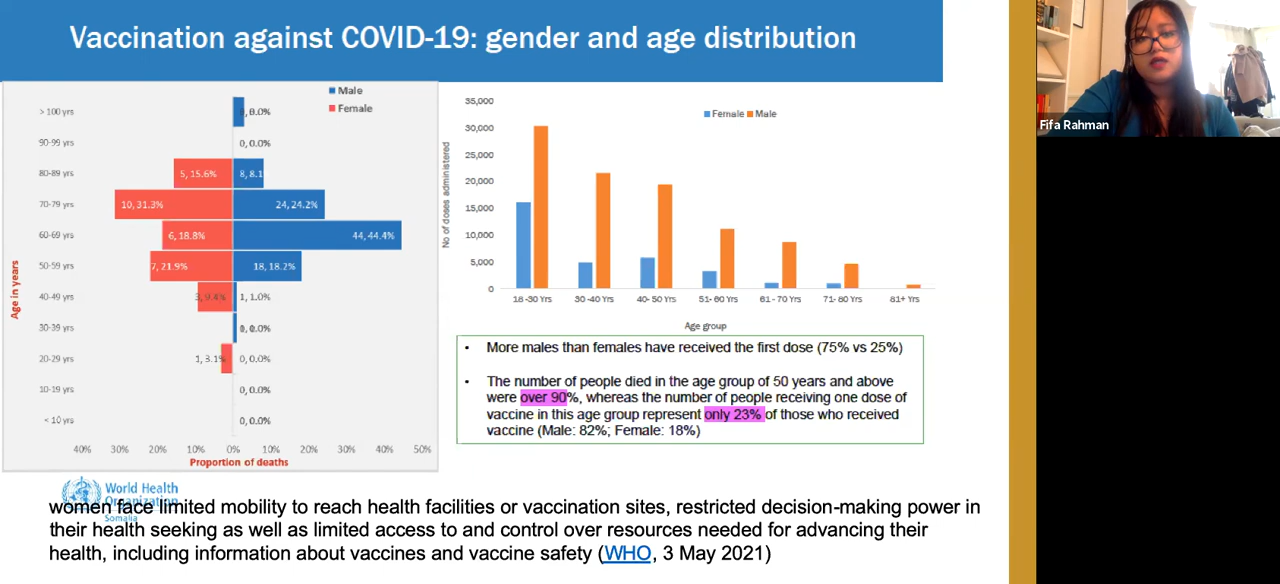 Vaccination against COVID-19: gender and age distribution
Male
Female
> 100 yrs
90-99 yrs
80-89 yrs
70-79 yrs
60-69 yrs
50-59 yrs
40-49 yrs
30-39 yrs
20-29 yrs
10-19 yrs
< 10 yrs
0.0%
0, 0.0%
5, 15.6%
8, 8.1
10, 31.3%
24, 24.2%
6, 18.8%
44, 44.4%
7, 21.9%
18, 18.2%
3, 9.4%
1, 1.0%
0.0%
1, 3.1%
0, 0.0%
0, 0.0%
0, 0.0%
40%
30%
20%
10%
0%
10%
20%
30%
40%
50%
Age in years
Proportion of deaths
Female Male
No of doses administered
35,000
30,000
25,000
20,000
15,000
10,000
5,000
0
18 -30 Yrs
30 -40 Yrs
40- 50 Yrs
51- 60 Yrs
61 - 70 Yrs
71- 80 Yrs
81+ Yrs
Age group
• More males than females have received the first dose (75% vs 25%)
• The number of people died in the age group of 50 years and above
were over 90%, whereas the number of people receiving one dose of
vaccine in this age group represent only 23% of those who received
vaccine (Male: 82%; Female: 18%)
World Health
Organization
Somalia
women face limited mobility to reach health facilities or vaccination sites, restricted decision-making power in
their health seeking as well as limited access to and control over resources needed for advancing their
health, including information about vaccines and vaccine safety (WHO, 3 May 2021)
Fifa Rahman